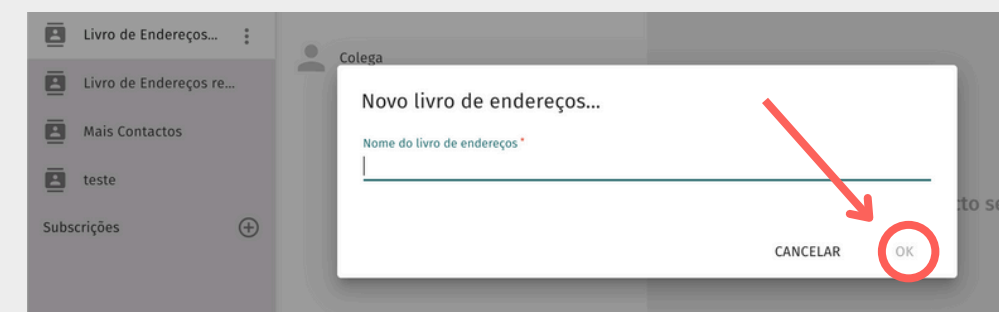 Livro de Endereços...
Livro de Endereços re...
Mais Contactos
teste
Subscrições
Colega
Novo livro de endereços...
Nome do livro de endereços *
CANCELAR
OK